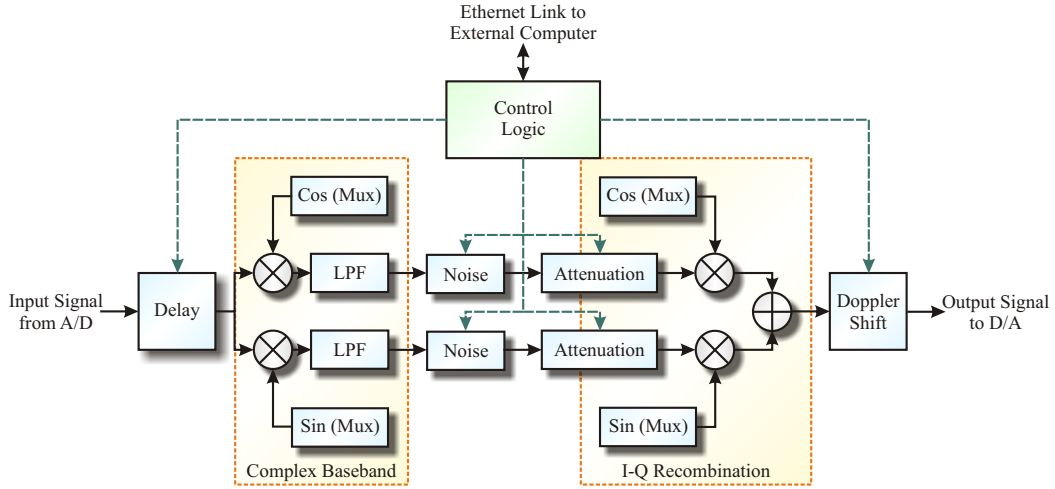 Ethernet Link to
External Computer
Control
Logic
Cos (Mux)
Cos (Mux)
LPF
Noise
Attenuation
Input Signal
from A/D
Delay
Doppler
Shift
Output Signal
to D/A
LPF
Noise
Attenuation
Sin (Mux)
Sin (Mux)
Complex Baseband
I-Q Recombination